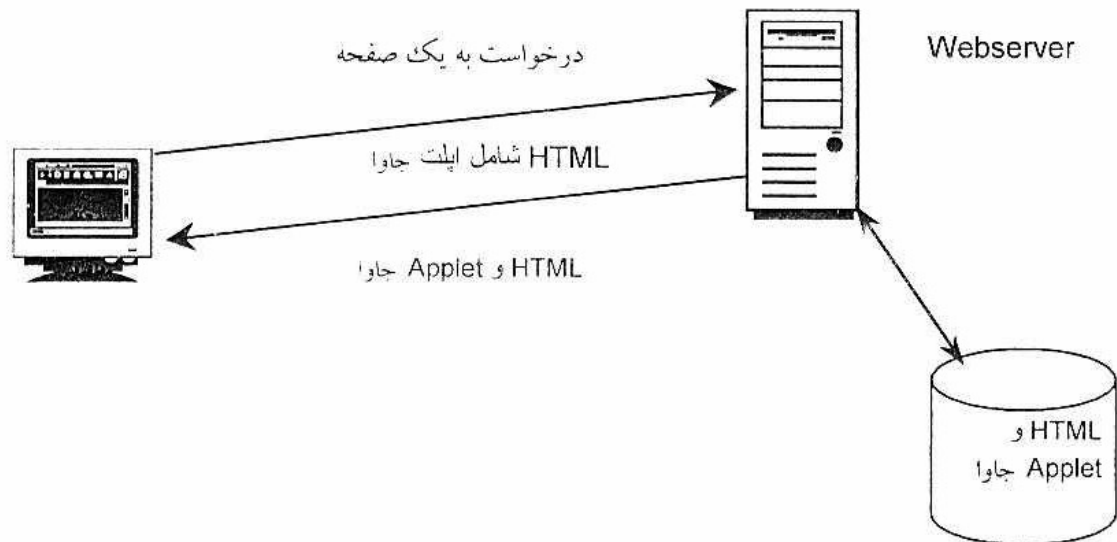 درخواست به یک صفحه
Webserver
HTML شامل اپلت جاوا
HTML و Applet جاوا
HTML و
Applet جاوا